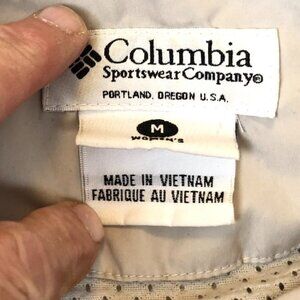 Columbia
Sportswear Company®
PORTLAND, OREGON U.S.A.
M
WOMEN'S
MADE IN VIETNAM
FABRIQUE AU VIETNAM